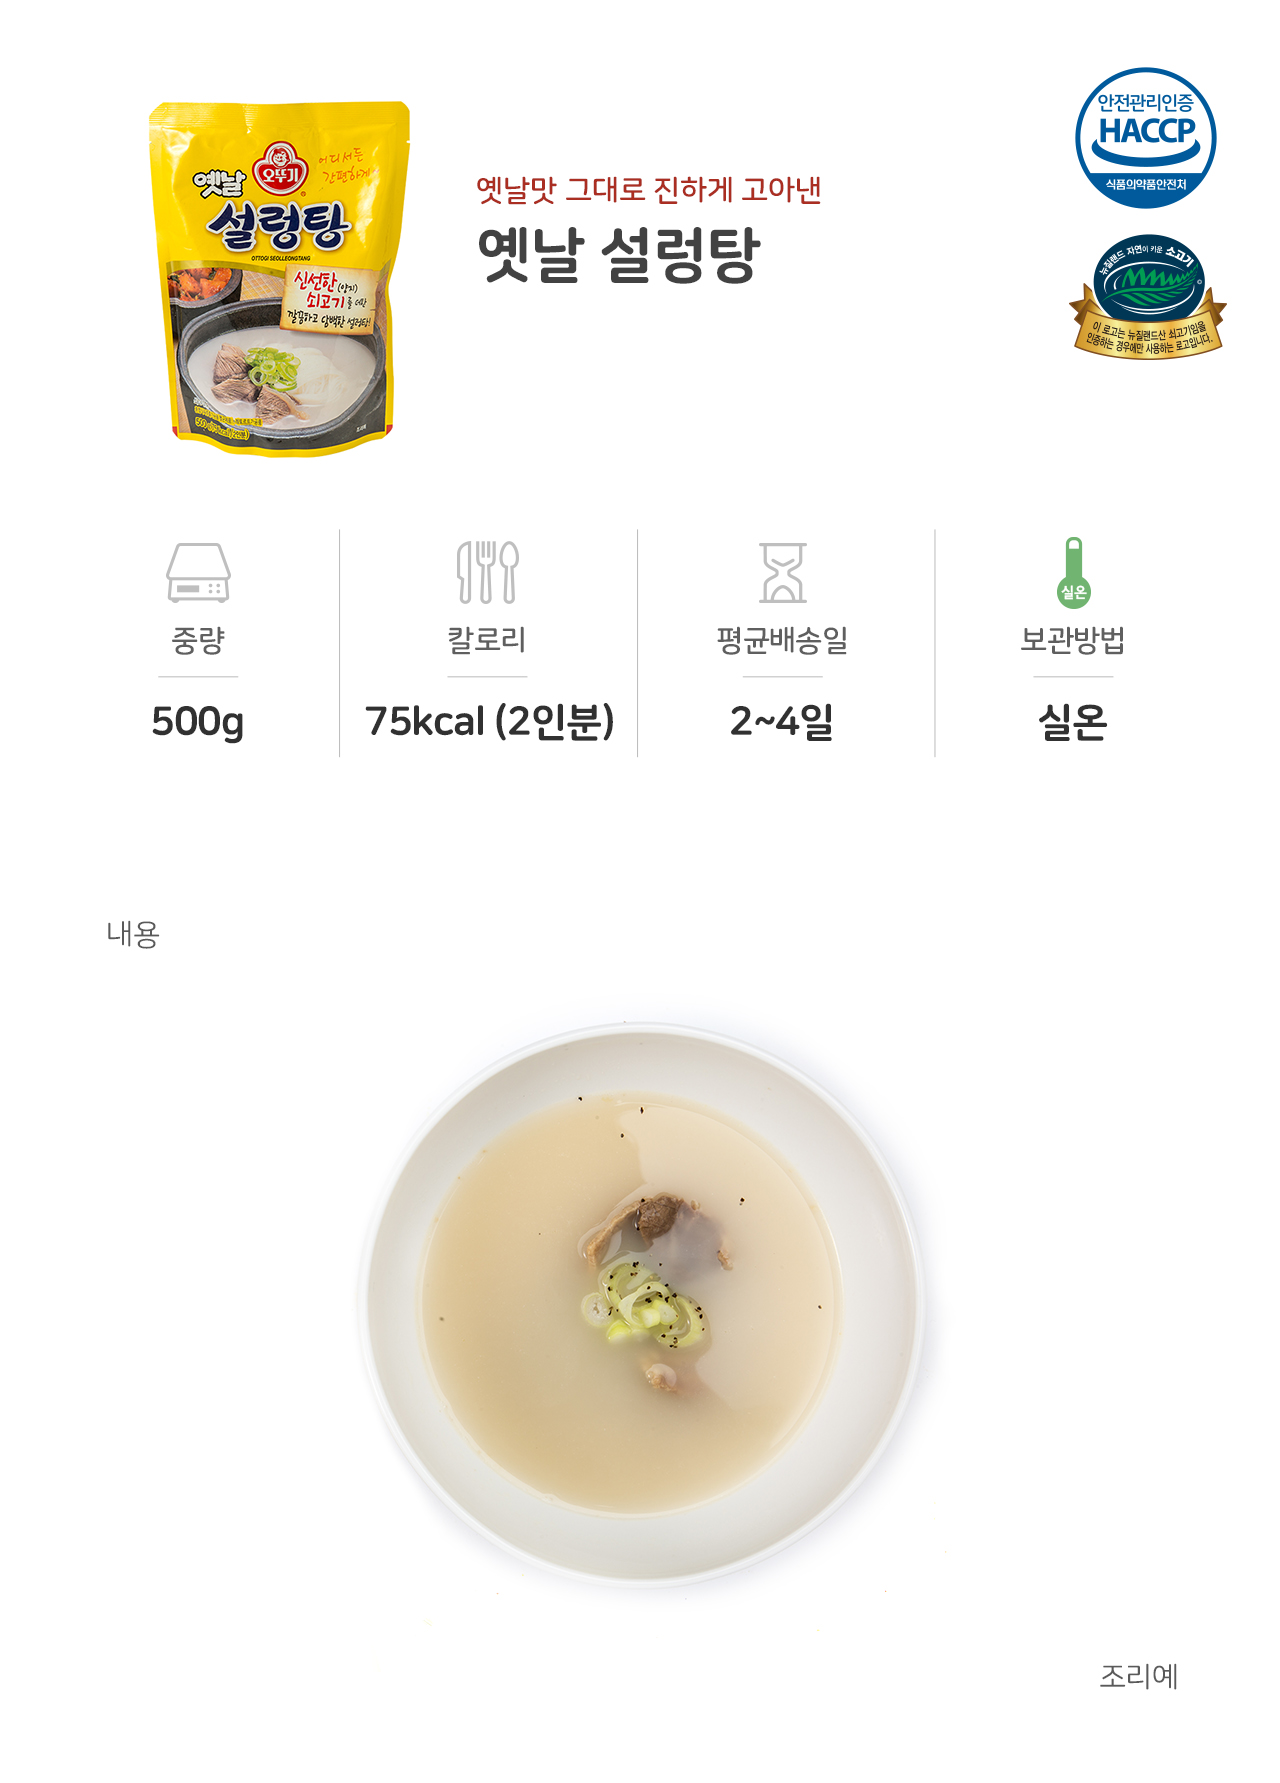 어디서든
간편하게
오뚜기
옛날
설렁탕
OTTOGI SEOLLEONGTANG
신선한 (양지)
쇠고기를 더한
깔끔하고 담백한 설렁탕!
조리예
옛날맛 그대로 진하게 고아낸
옛날 설렁탕
안전관리인증
HACCP
식품의약품안전처
뉴질랜드 자연이 키운 소고기
이 로고는 뉴질랜드산 쇠고기임을
인증하는 경우에만 사용하는 로고입니다.
실온
중량
칼로리
평균배송일
보관방법
500g
75kcal (2인분)
2~4일
실온
내용
조리예